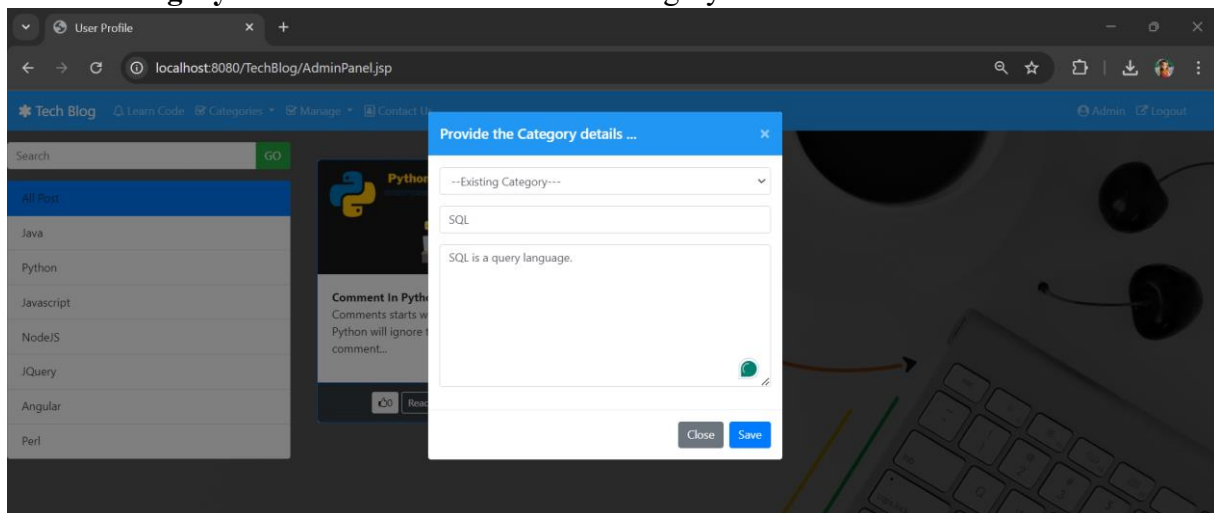 User Profile
localhost:8080/TechBlog/AdminPanel.jsp
Tech Blog Learn Code Categories Manage Contact Us Admin Logout
Provide the Category details ...
Search GO
--Existing Category---
All Post
Python
SQL
Java
SQL is a query language.
Python
Javascript
Comment In
Comments starts
NodeJS
Python will ignore
comment...
JQuery
Angular
0
Perl
Close Save